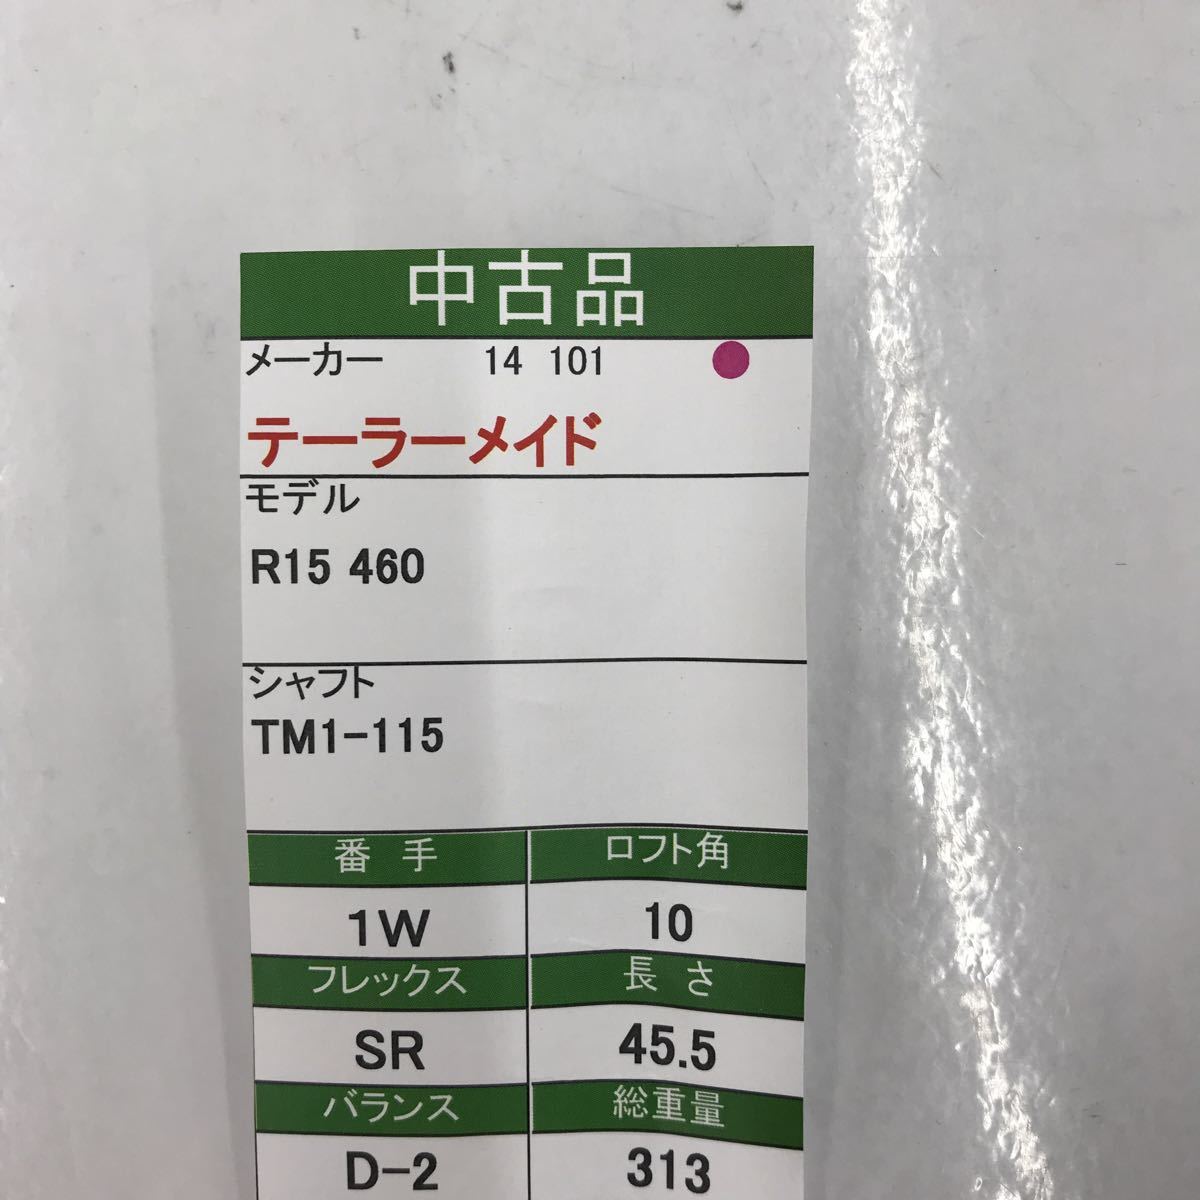 中古品
メーカー 14 101
テーラーメイド
モデル
R15 460
シャフト
TM1-115
番手 ロフト角
1W 10
フレックス 長さ
SR 45.5
バランス 総重量
D-2 313